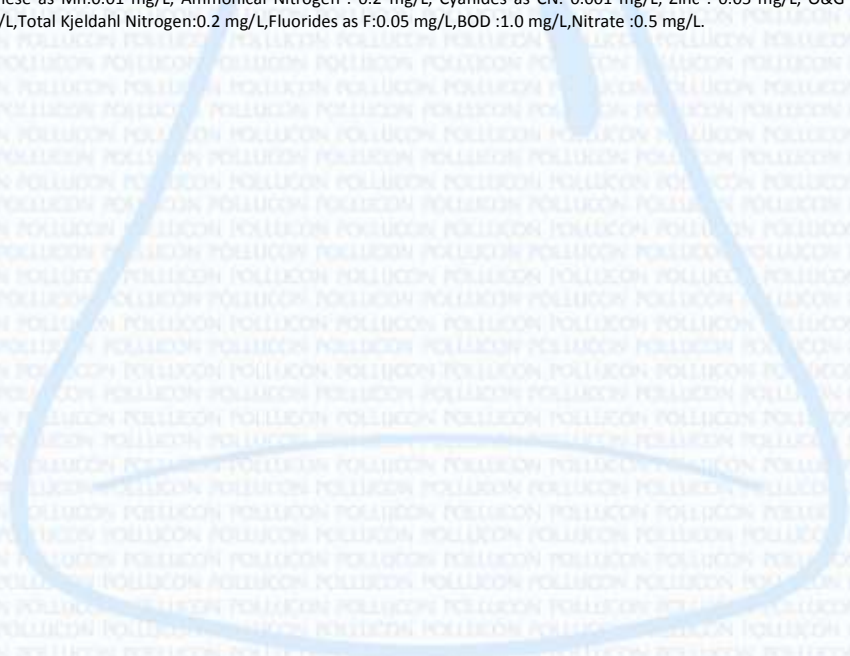 nese as Mn:0.01 mg/L, Ammonical Nitrogen : 0.2 mg/L, Cyanides as CN: 0.001 mg/L, Zinc : 0.05 mg/L, O&G
/L,Total Kjeldahl Nitrogen:0.2 mg/L,Fluorides as F:0.05 mg/L,BOD :1.0 mg/L,Nitrate :0.5 mg/L.